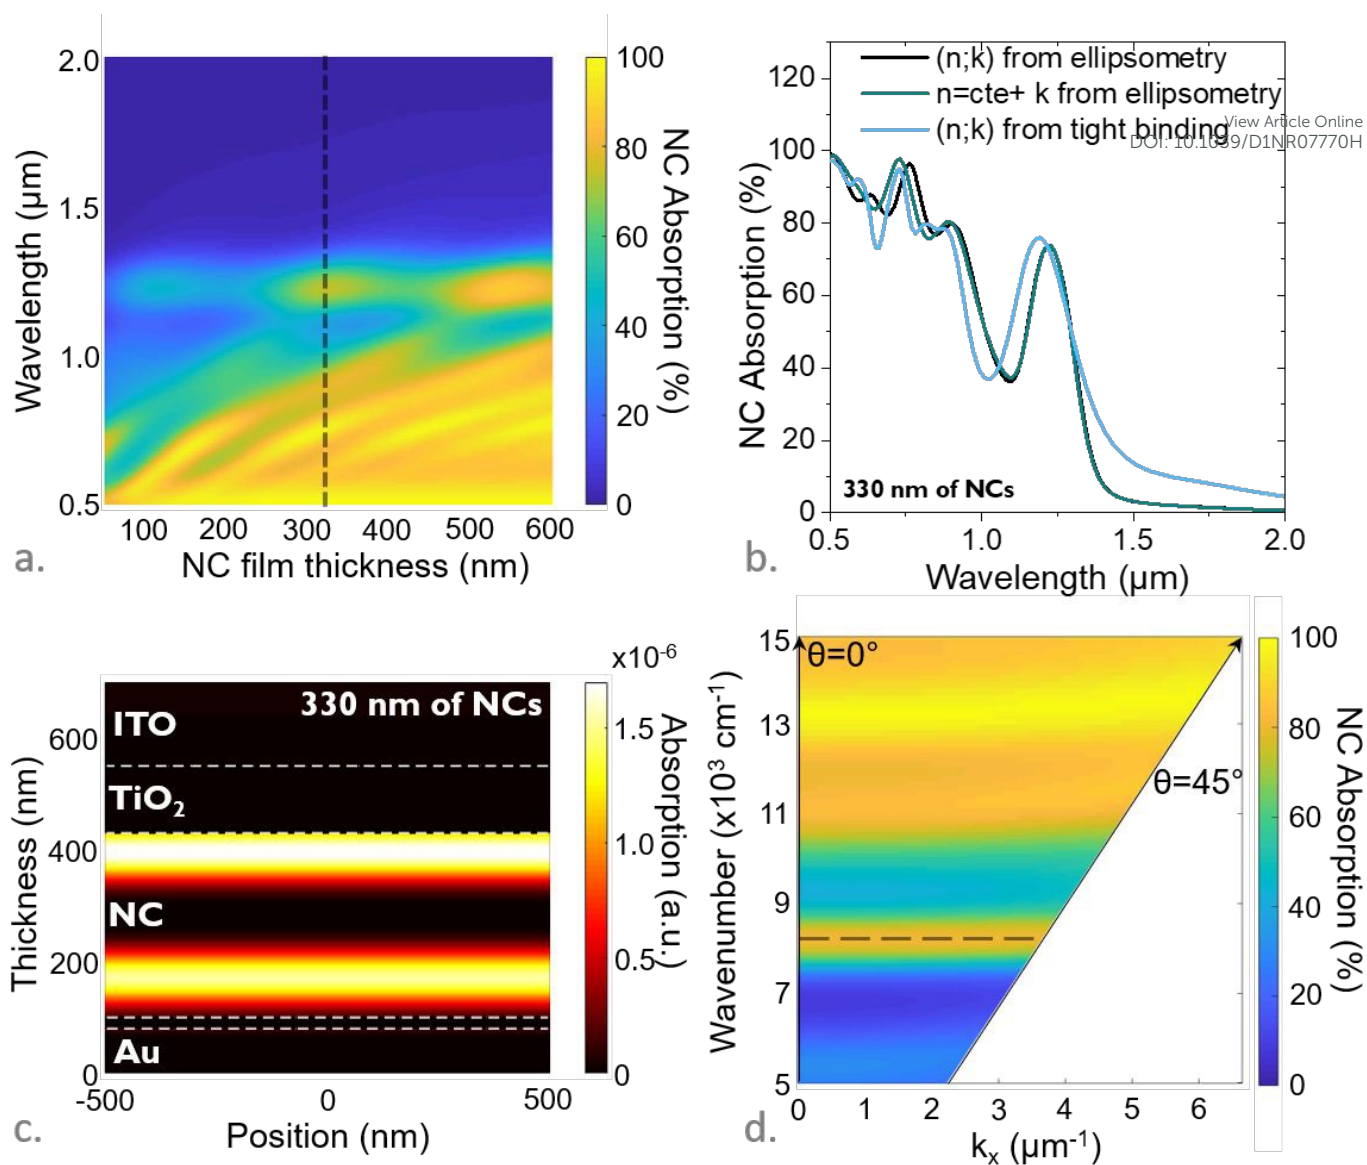 2.0
1.5
1.0
0.5
Wavelength (µm)
100 200 300 400 500 600
NC film thickness (nm)
100
80
60
40
20
0
NC Absorption (%)
a.
120
100
80
60
40
20
0
NC Absorption (%)
(n;k) from ellipsometry
n=cte+ k from ellipsometry
(n;k) from tight binding
View Article Online
DOI: 10.1039/D1NR07770H
330 nm of NCs
0.5 1.0 1.5 2.0
Wavelength (µm)
b.
x10⁻⁶
330 nm of NCs
ITO
TiO₂
NC
Au
600
400
200
0
Thickness (nm)
-500 0 500
Position (nm)
1.5
1.0
0.5
0
Absorption (a.u.)
c.
15
13
11
9
7
5
Wavenumber (x10³ cm⁻¹)
θ=0°
θ=45°
0 1 2 3 4 5 6
kₓ (µm⁻¹)
100
80
60
40
20
0
NC Absorption (%)
d.